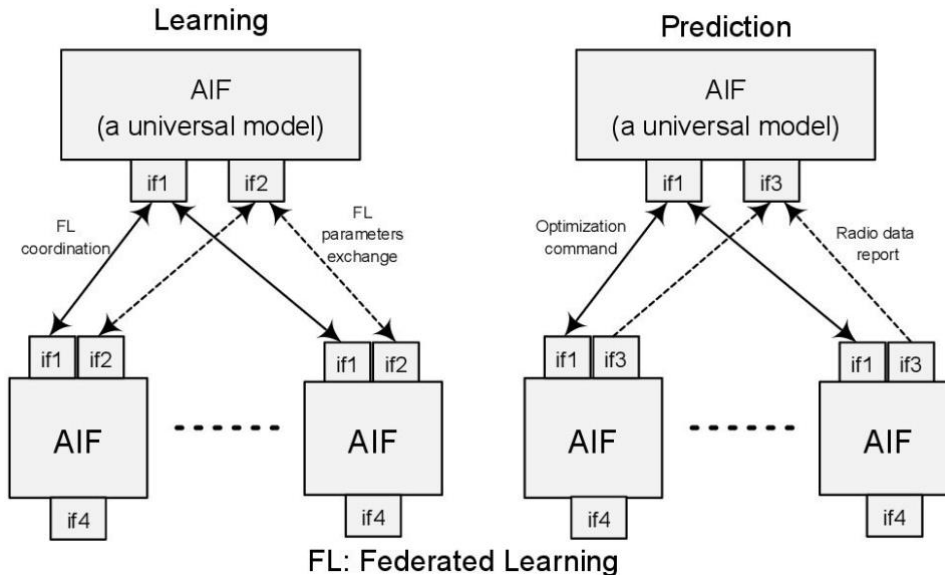 Learning
AIF
(a universal model)
if1
if2
FL
coordination
FL
parameters
exchange
if1
if2
if1
if2
AIF
AIF
if4
if4
Prediction
AIF
(a universal model)
if1
if3
Optimization
command
Radio data
report
if1
if3
if1
if3
AIF
AIF
if4
if4
FL: Federated Learning